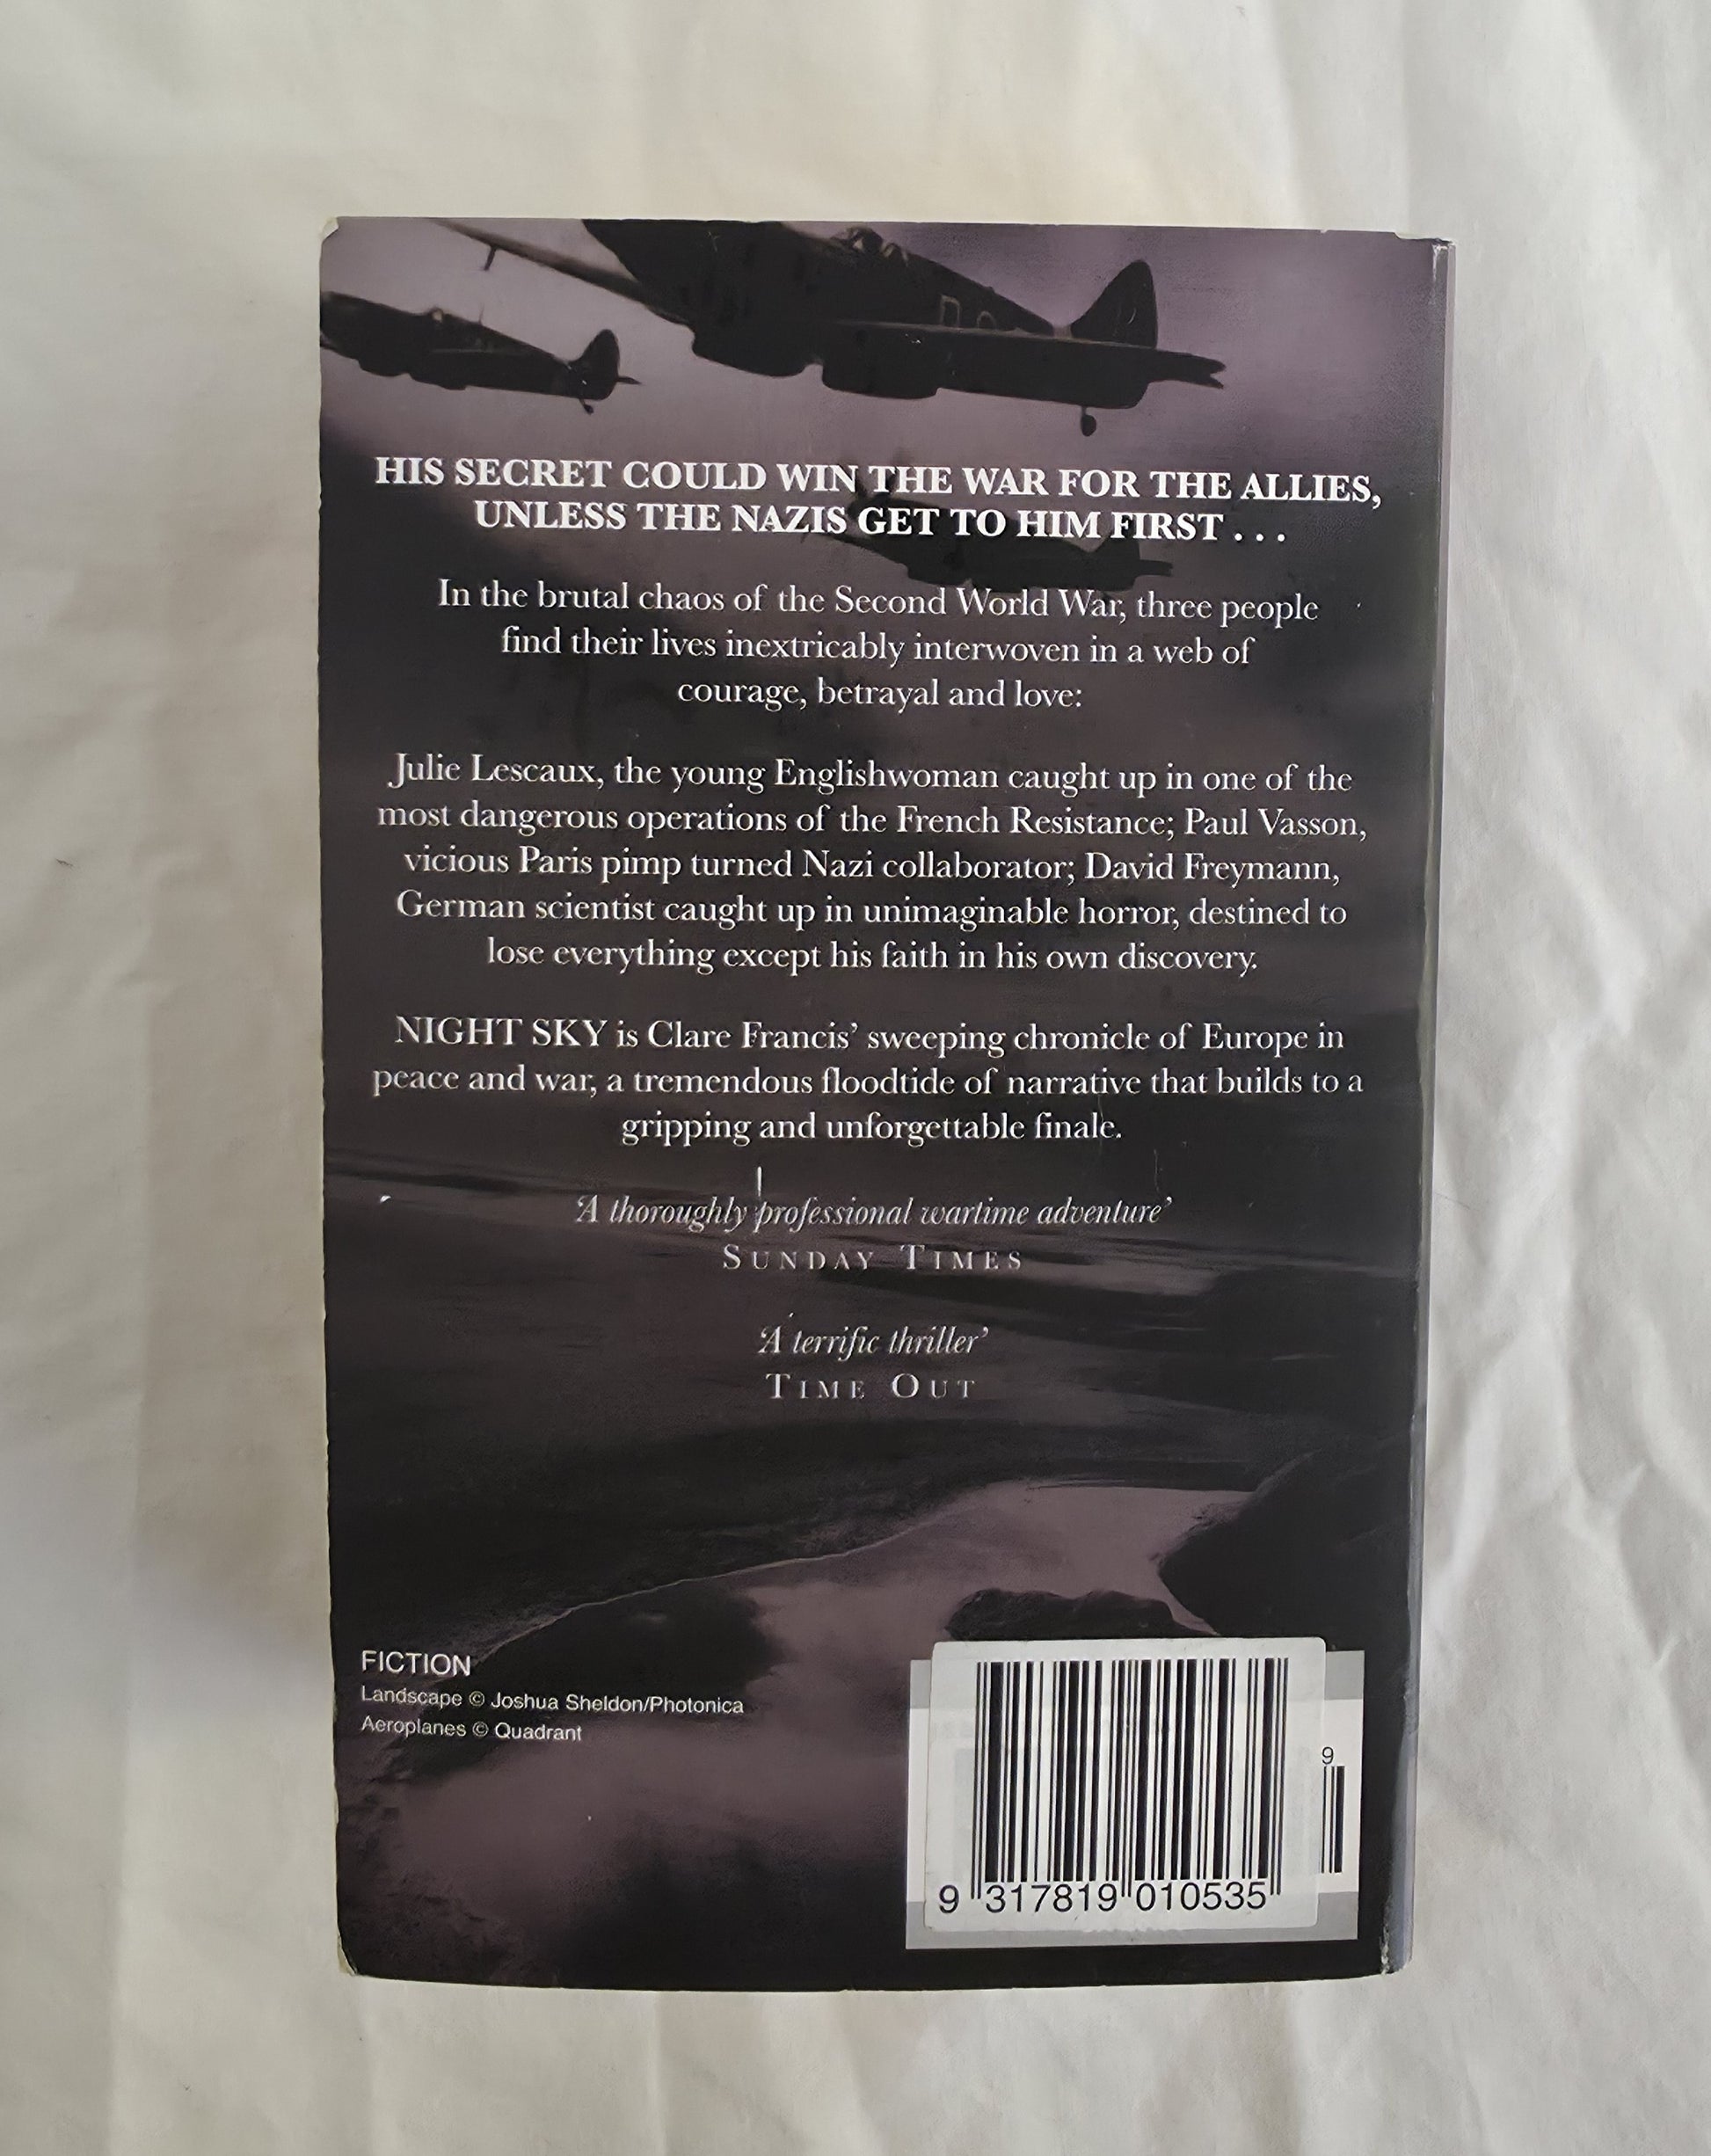 HIS SECRET COULD WIN THE WAR FOR THE ALLIES,
UNLESS THE NAZIS GET TO HIM FIRST . . .
In the brutal chaos of the Second World War, three people
find their lives inextricably interwoven in a web of
courage, betrayal and love:
Julie Lescaux, the young Englishwoman caught up in one of the
most dangerous operations of the French Resistance; Paul Vasson,
vicious Paris pimp turned Nazi collaborator; David Freymann,
German scientist caught up in unimaginable horror, destined to
lose everything except his faith in his own discovery.
NIGHT SKY is Clare Francis’ sweeping chronicle of Europe in
peace and war, a tremendous floodtide of narrative that builds to a
gripping and unforgettable finale.
‘A thoroughly professional wartime adventure’
SUNDAY TIMES
‘A terrific thriller’
TIME OUT
FICTION
Landscape © Joshua Sheldon/Photonica
Aeroplanes © Quadrant
9
9 317819 010535